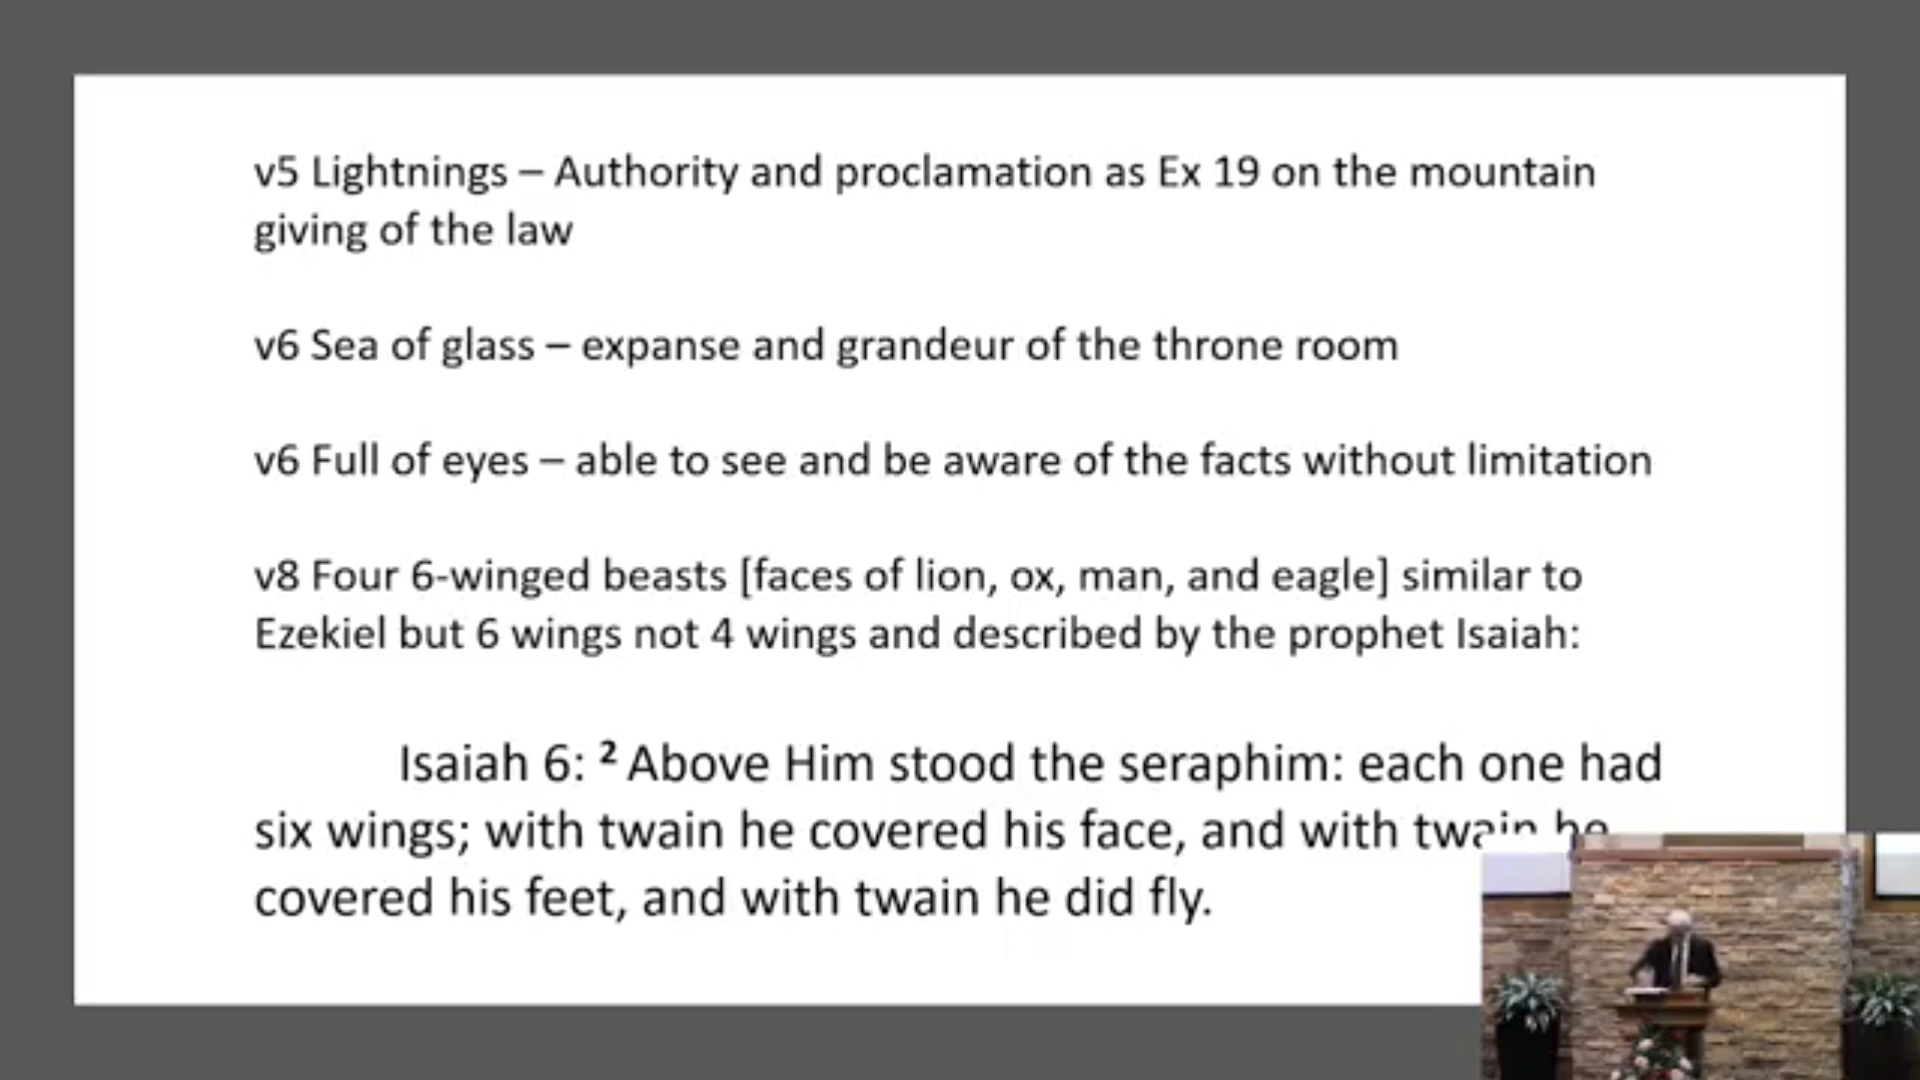 v5 Lightnings – Authority and proclamation as Ex 19 on the mountain
giving of the law
v6 Sea of glass – expanse and grandeur of the throne room
v6 Full of eyes – able to see and be aware of the facts without limitation
v8 Four 6-winged beasts [faces of lion, ox, man, and eagle] similar to
Ezekiel but 6 wings not 4 wings and described by the prophet Isaiah:
Isaiah 6: ² Above Him stood the seraphim: each one had
six wings; with twain he covered his face, and with twain he
covered his feet, and with twain he did fly.